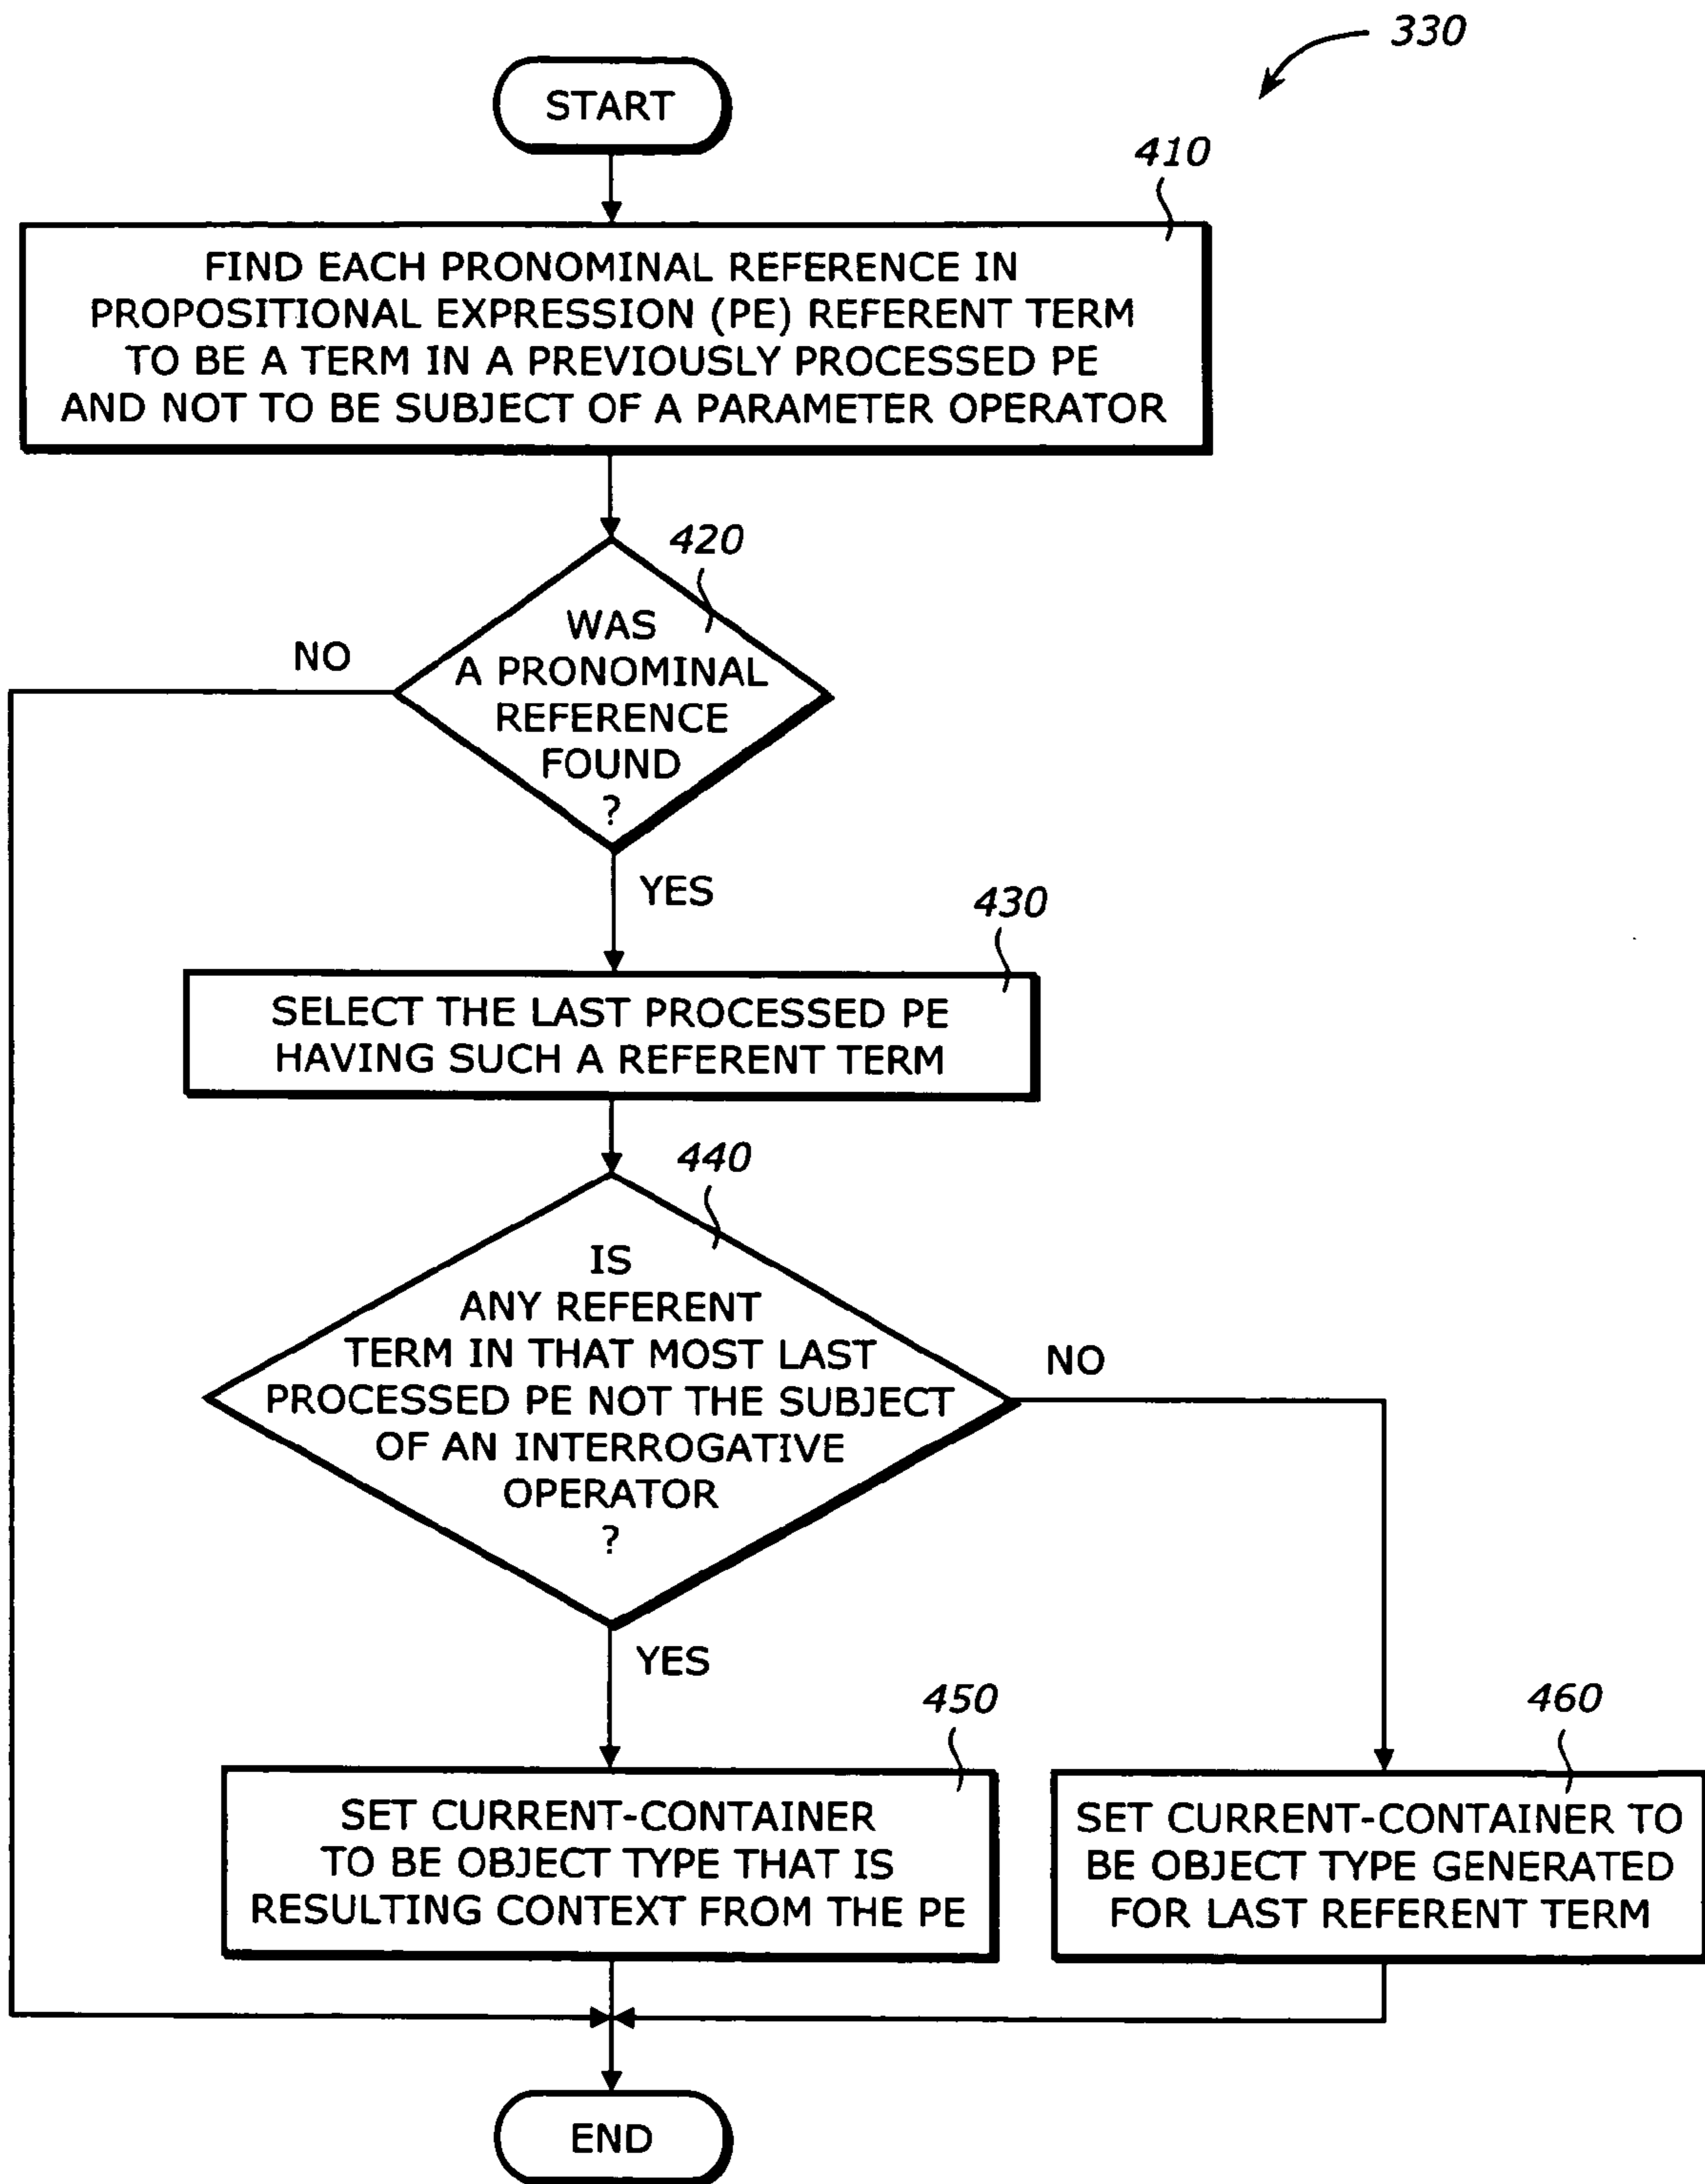 330
START
410
FIND EACH PRONOMINAL REFERENCE IN
PROPOSITIONAL EXPRESSION (PE) REFERENT TERM
TO BE A TERM IN A PREVIOUSLY PROCESSED PE
AND NOT TO BE SUBJECT OF A PARAMETER OPERATOR
420
WAS
A PRONOMINAL
REFERENCE
FOUND
?
NO
YES
430
SELECT THE LAST PROCESSED PE
HAVING SUCH A REFERENT TERM
440
IS
ANY REFERENT
TERM IN THAT MOST LAST
PROCESSED PE NOT THE SUBJECT
OF AN INTERROGATIVE
OPERATOR
?
NO
YES
450
SET CURRENT-CONTAINER
TO BE OBJECT TYPE THAT IS
RESULTING CONTEXT FROM THE PE
460
SET CURRENT-CONTAINER TO
BE OBJECT TYPE GENERATED
FOR LAST REFERENT TERM
END